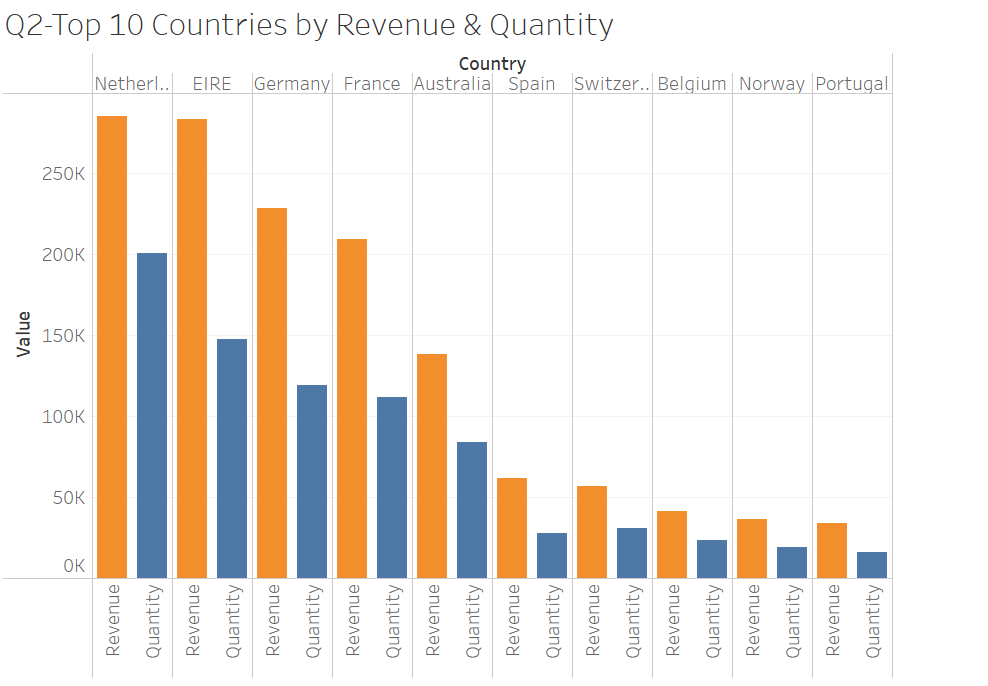 Q2-Top 10 Countries by Revenue & Quantity
Country
Netherl.. EIRE Germany France Australia Spain Switzer.. Belgium Norway Portugal
Value
250K
200K
150K
100K
50K
0K
Revenue Quantity Revenue Quantity Revenue Quantity Revenue Quantity Revenue Quantity Revenue Quantity Revenue Quantity Revenue Quantity Revenue Quantity Revenue Quantity